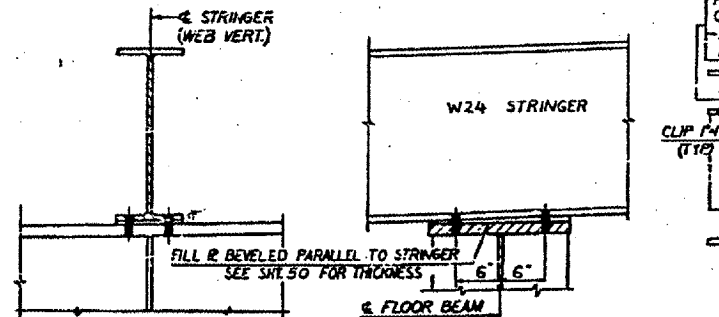 ℄ STRINGER
(WEB VERT.)
W24 STRINGER
CLIP
(TYP)
FILL ℞ BEVELED PARALLEL TO STRINGER
SEE SHT. 50 FOR THICKNESS
6" 6"
℄ FLOOR BEAM